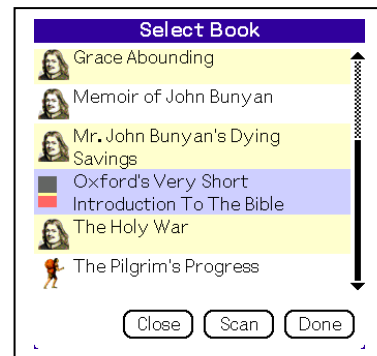 Select Book
Grace Abounding
Memoir of John Bunyan
Mr. John Bunyan's Dying
Savings
Oxford's Very Short
Introduction To The Bible
The Holy War
The Pilgrim's Progress
Close Scan Done